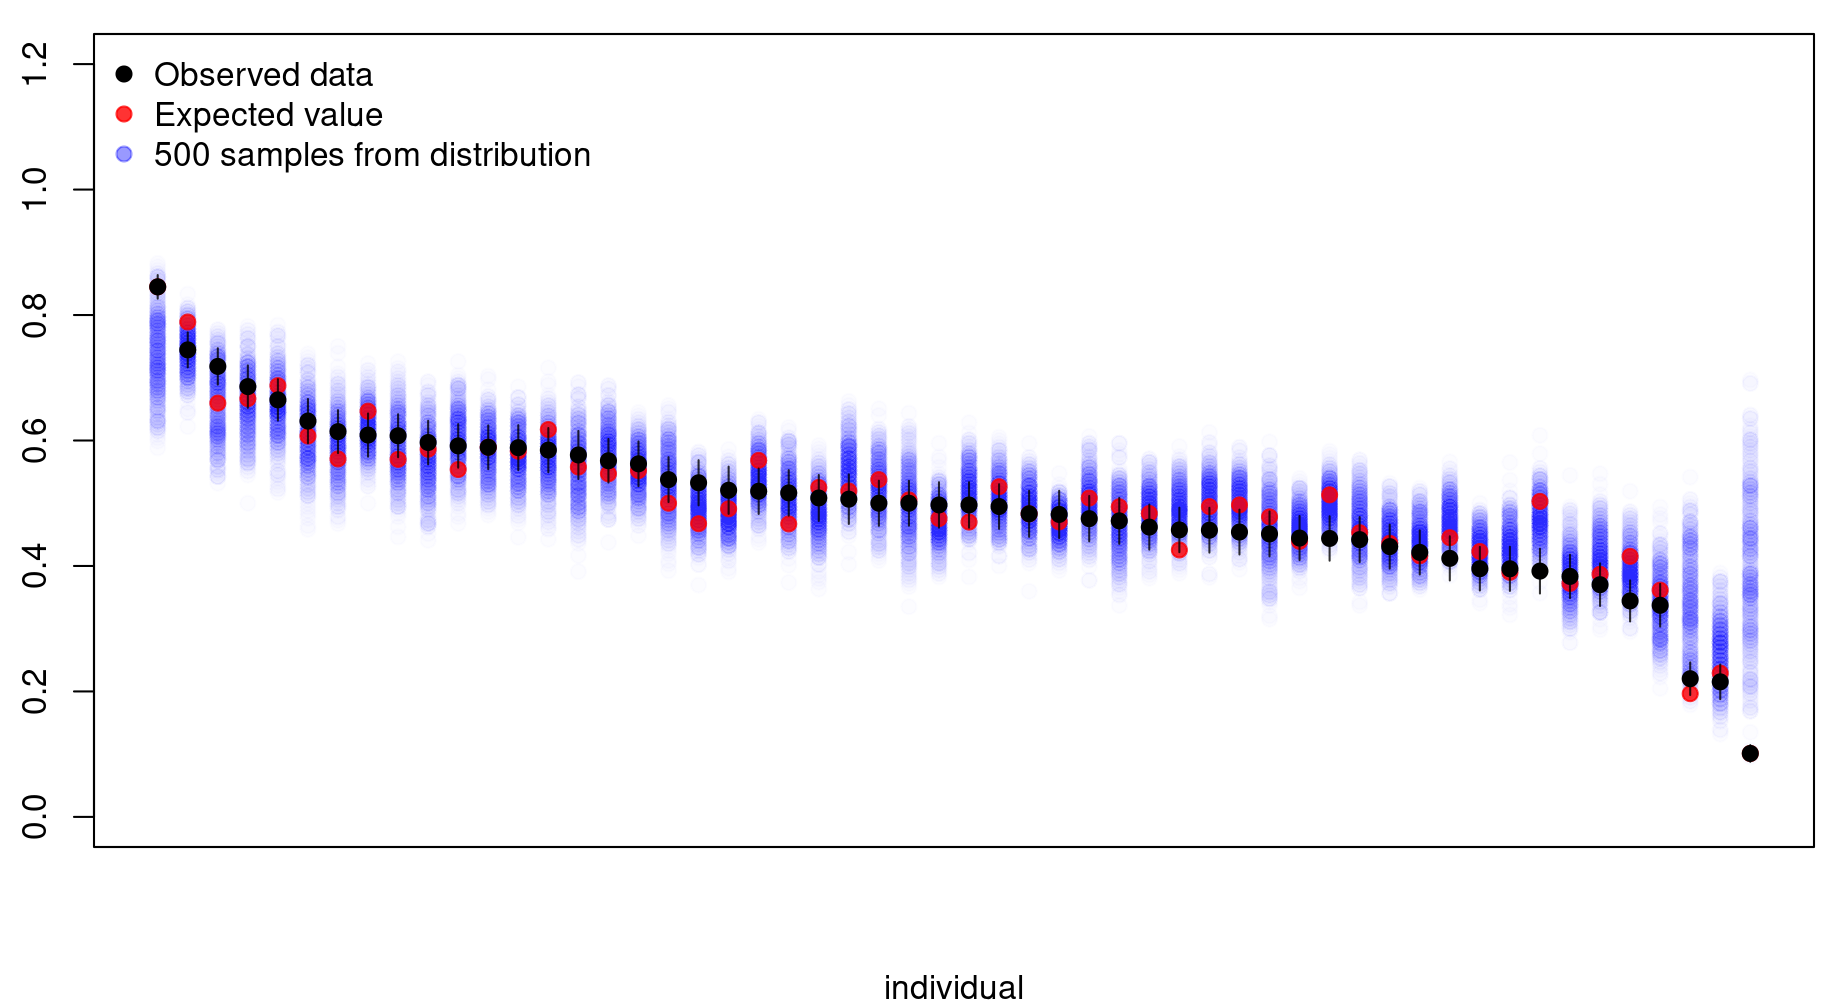 1.2
1.0
0.8
0.6
0.4
0.2
0.0
Observed data
Expected value
500 samples from distribution
individual